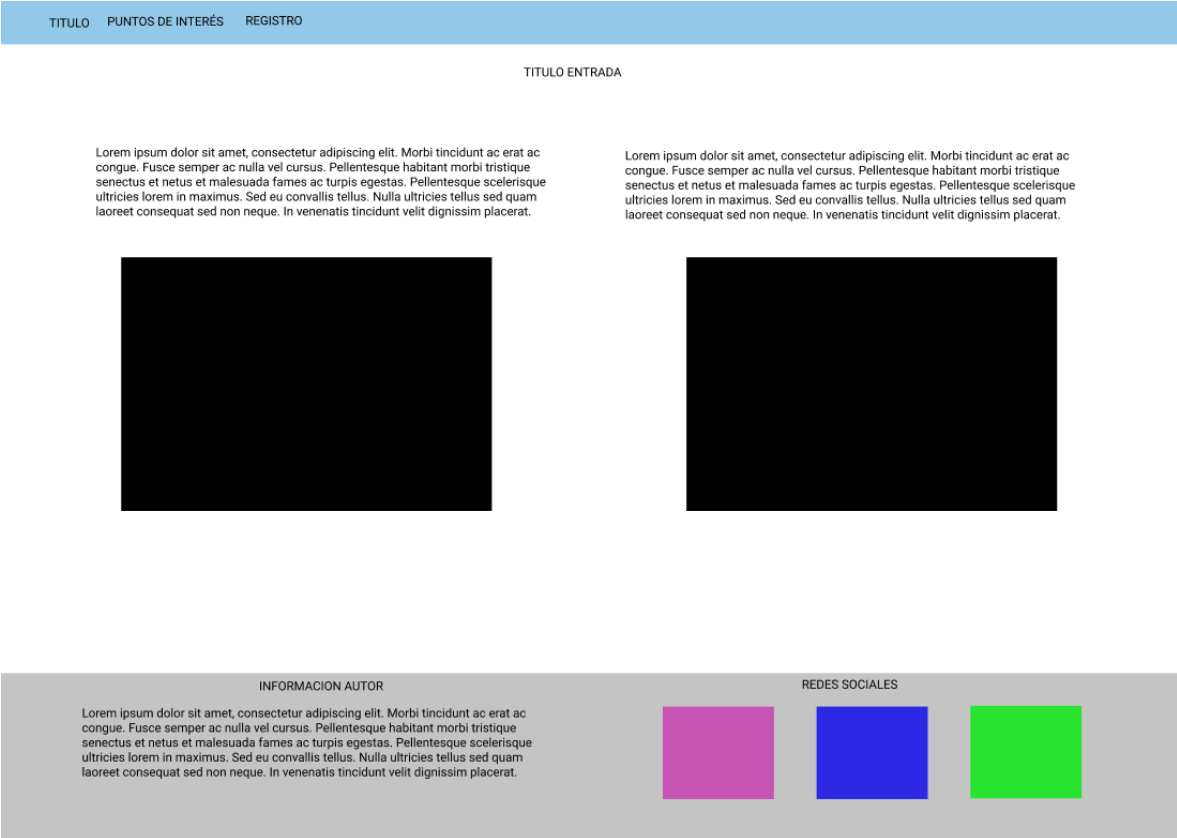 TITULO PUNTOS DE INTERÉS REGISTRO
TITULO ENTRADA
Lorem ipsum dolor sit amet, consectetur adipiscing elit. Morbi tincidunt ac erat ac
congue. Fusce semper ac nulla vel cursus. Pellentesque habitant morbi tristique
senectus et netus et malesuada fames ac turpis egestas. Pellentesque scelerisque
ultricies lorem in maximus. Sed eu convallis tellus. Nulla ultricies tellus sed quam
laoreet consequat sed non neque. In venenatis tincidunt velit dignissim placerat.
Lorem ipsum dolor sit amet, consectetur adipiscing elit. Morbi tincidunt ac erat ac
congue. Fusce semper ac nulla vel cursus. Pellentesque habitant morbi tristique
senectus et netus et malesuada fames ac turpis egestas. Pellentesque scelerisque
ultricies lorem in maximus. Sed eu convallis tellus. Nulla ultricies tellus sed quam
laoreet consequat sed non neque. In venenatis tincidunt velit dignissim placerat.
INFORMACION AUTOR
Lorem ipsum dolor sit amet, consectetur adipiscing elit. Morbi tincidunt ac erat ac
congue. Fusce semper ac nulla vel cursus. Pellentesque habitant morbi tristique
senectus et netus et malesuada fames ac turpis egestas. Pellentesque scelerisque
ultricies lorem in maximus. Sed eu convallis tellus. Nulla ultricies tellus sed quam
laoreet consequat sed non neque. In venenatis tincidunt velit dignissim placerat.
REDES SOCIALES